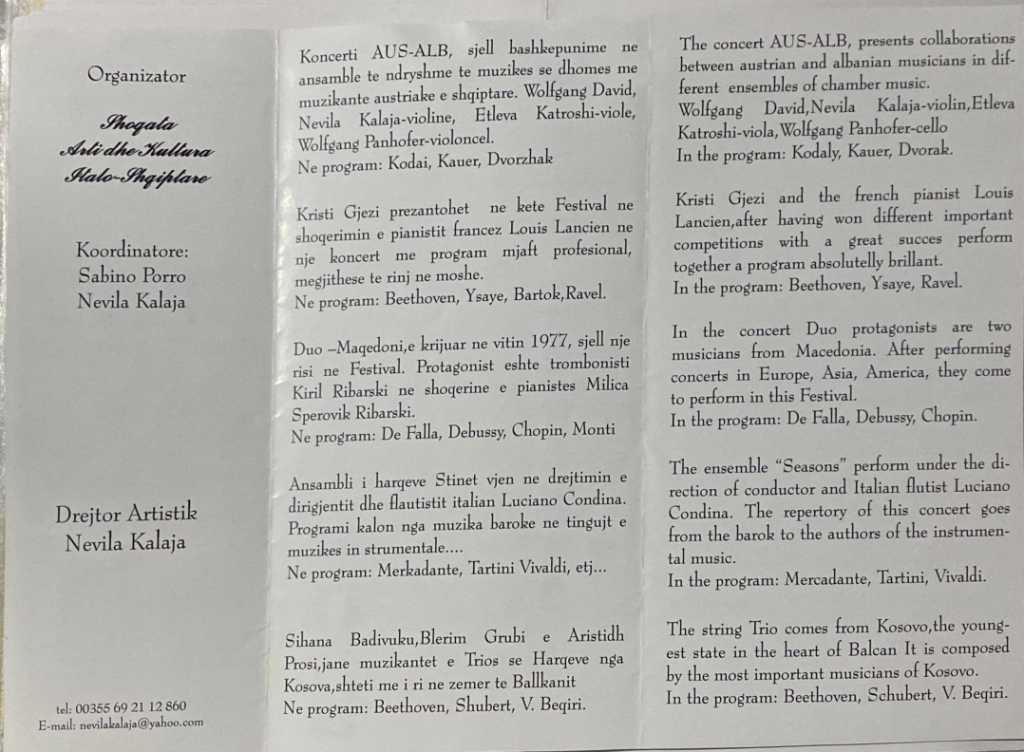 Organizator
Shoqata
Arti dhe Kultura
Italo-Shqiptare
Koordinatore:
Sabino Porro
Nevila Kalaja
Drejtor Artistik
Nevila Kalaja
tel: 00355 69 21 12 860
E-mail: nevilakalaja@yahoo.com
Koncerti AUS-ALB, sjell bashkepunime ne
ansamble te ndryshme te muzikes se dhomes me
muzikante austriake e shqiptare. Wolfgang David,
Nevila Kalaja-violine, Etleva Katroshi-viole,
Wolfgang Panhofer-violoncel.
Ne program: Kodai, Kauer, Dvorzhak
Kristi Gjezi prezantohet ne kete Festival ne
shoqerimin e pianistit francez Louis Lancien ne
nje koncert me program mjaft profesional,
megjithese te rinj ne moshe.
Ne program: Beethoven, Ysaye, Bartok,Ravel.
Duo –Maqedoni,e krijuar ne vitin 1977, sjell nje
risi ne Festival. Protagonist eshte trombonisti
Kiril Ribarski ne shoqerine e pianistes Milica
Sperovik Ribarski.
Ne program: De Falla, Debussy, Chopin, Monti
Ansambli i harqeve Stinet vjen ne drejtimin e
dirigjentit dhe flautistit italian Luciano Condina.
Programi kalon nga muzika baroke ne tingujt e
muzikes in strumentale....
Ne program: Merkadante, Tartini Vivaldi, etj...
Sihana Badivuku,Blerim Grubi e Aristidh
Prosi,jane muzikantet e Trios se Harqeve nga
Kosova,shteti me i ri ne zemer te Ballkanit
Ne program: Beethoven, Shubert, V. Beqiri.
The concert AUS-ALB, presents collaborations
between austrian and albanian musicians in dif-
ferent ensembles of chamber music.
Wolfgang David,Nevila Kalaja-violin,Etleva
Katroshi-viola,Wolfgang Panhofer-cello
In the program: Kodaly, Kauer, Dvorak.
Kristi Gjezi and the french pianist Louis
Lancien,after having won different important
competitions with a great succes perform
together a program absolutelly brillant.
In the program: Beethoven, Ysaye, Ravel.
In the concert Duo protagonists are two
musicians from Macedonia. After performing
concerts in Europe, Asia, America, they come
to perform in this Festival.
In the program: De Falla, Debussy, Chopin.
The ensemble “Seasons” perform under the di-
rection of conductor and Italian flutist Luciano
Condina. The repertory of this concert goes
from the barok to the authors of the instrumen-
tal music.
In the program: Mercadante, Tartini, Vivaldi.
The string Trio comes from Kosovo,the young-
est state in the heart of Balcan It is composed
by the most important musicians of Kosovo.
In the program: Beethoven, Schubert, V. Beqiri.